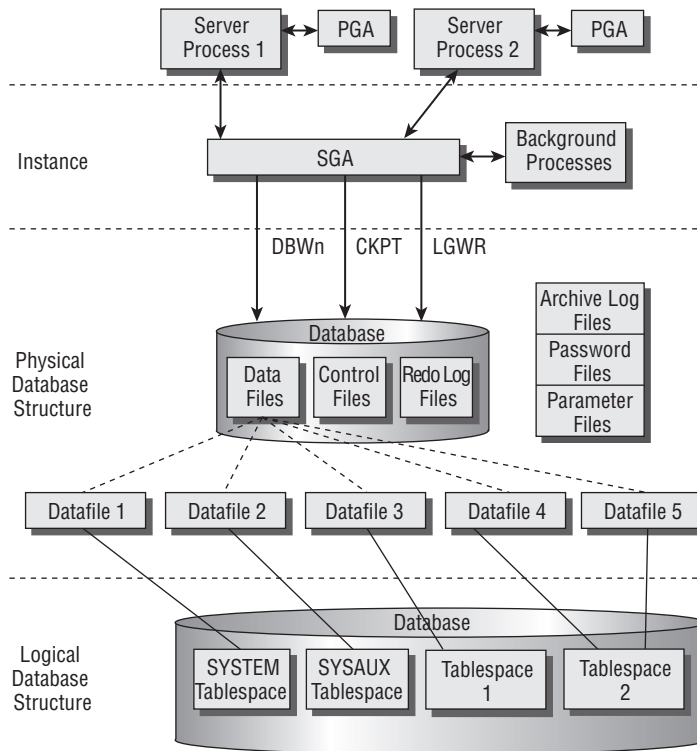 Server
Process 1
PGA
Server
Process 2
PGA
Instance
SGA
Background
Processes
DBWn
CKPT
LGWR
Physical
Database
Structure
Database
Data
Files
Control
Files
Redo Log
Files
Archive Log
Files
Password
Files
Parameter
Files
Datafile 1
Datafile 2
Datafile 3
Datafile 4
Datafile 5
Logical
Database
Structure
Database
SYSTEM
Tablespace
SYSAUX
Tablespace
Tablespace
1
Tablespace
2